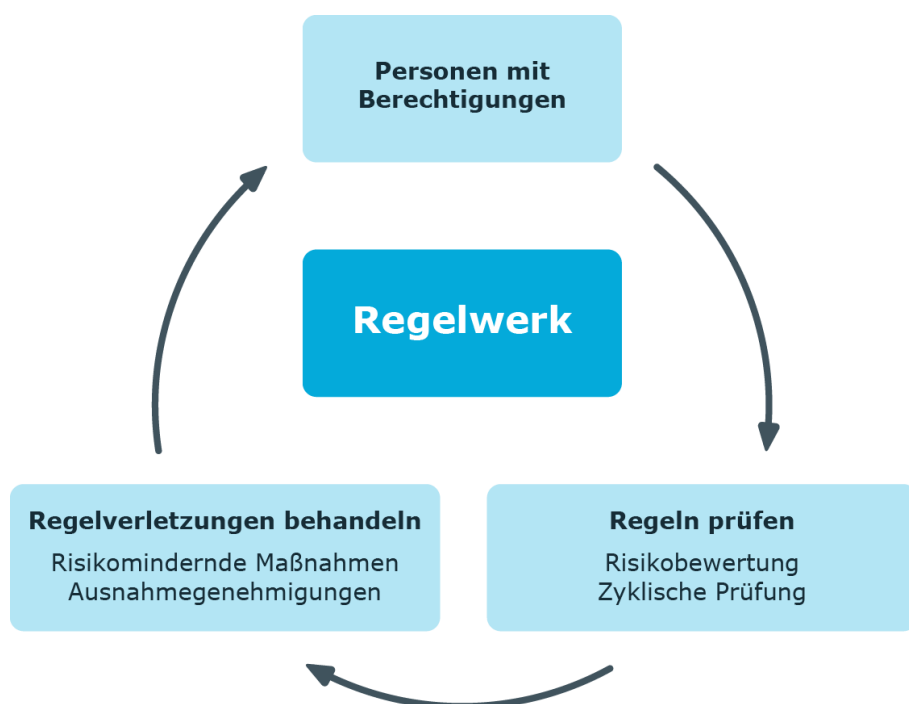 Personen mit
Berechtigungen
Regelwerk
Regelverletzungen behandeln
Risikomindernde Maßnahmen
Ausnahmegenehmigungen
Regeln prüfen
Risikobewertung
Zyklische Prüfung